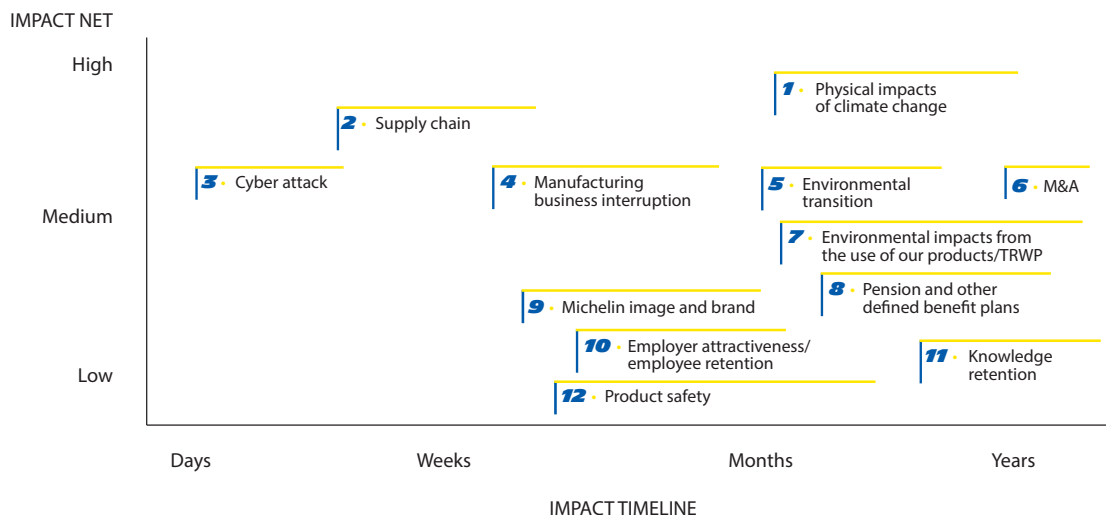 IMPACT NET
High
1 • Physical impacts
of climate change
2 • Supply chain
3 • Cyber attack
4 • Manufacturing
business interruption
5 • Environmental
transition
6 • M&A
Medium
7 • Environmental impacts from
the use of our products/TRWP
8 • Pension and other
defined benefit plans
9 • Michelin image and brand
10 • Employer attractiveness/
employee retention
11 • Knowledge
retention
Low
12 • Product safety
Days
Weeks
Months
Years
IMPACT TIMELINE